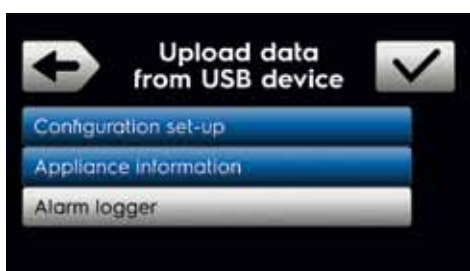 Upload data
from USB device
Configuration set-up
Appliance information
Alarm logger